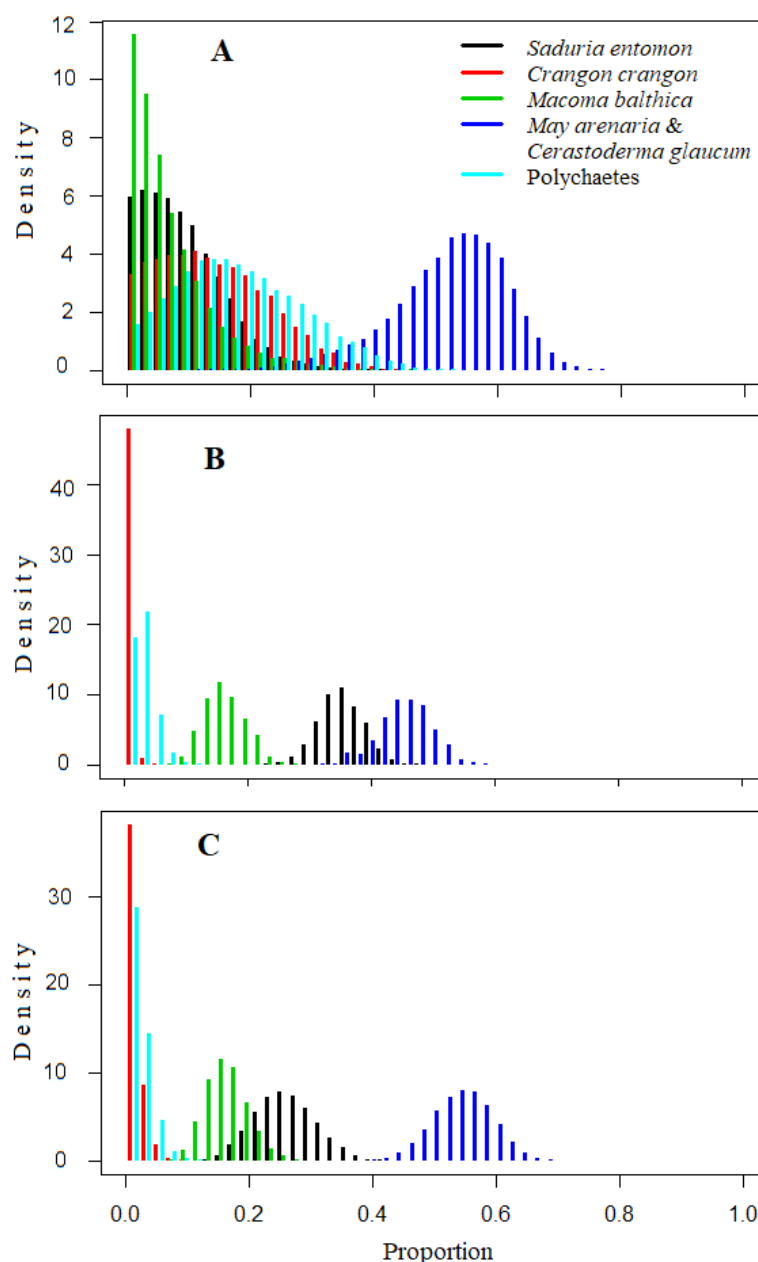 A
Saduria entomon
Crangon crangon
Macoma balthica
May arenaria &
Cerastoderma glaucum
Polychaetes
12
10
8
6
4
2
0
Density
B
40
30
20
10
0
Density
C
30
20
10
0
Density
0.0 0.2 0.4 0.6 0.8 1.0
Proportion